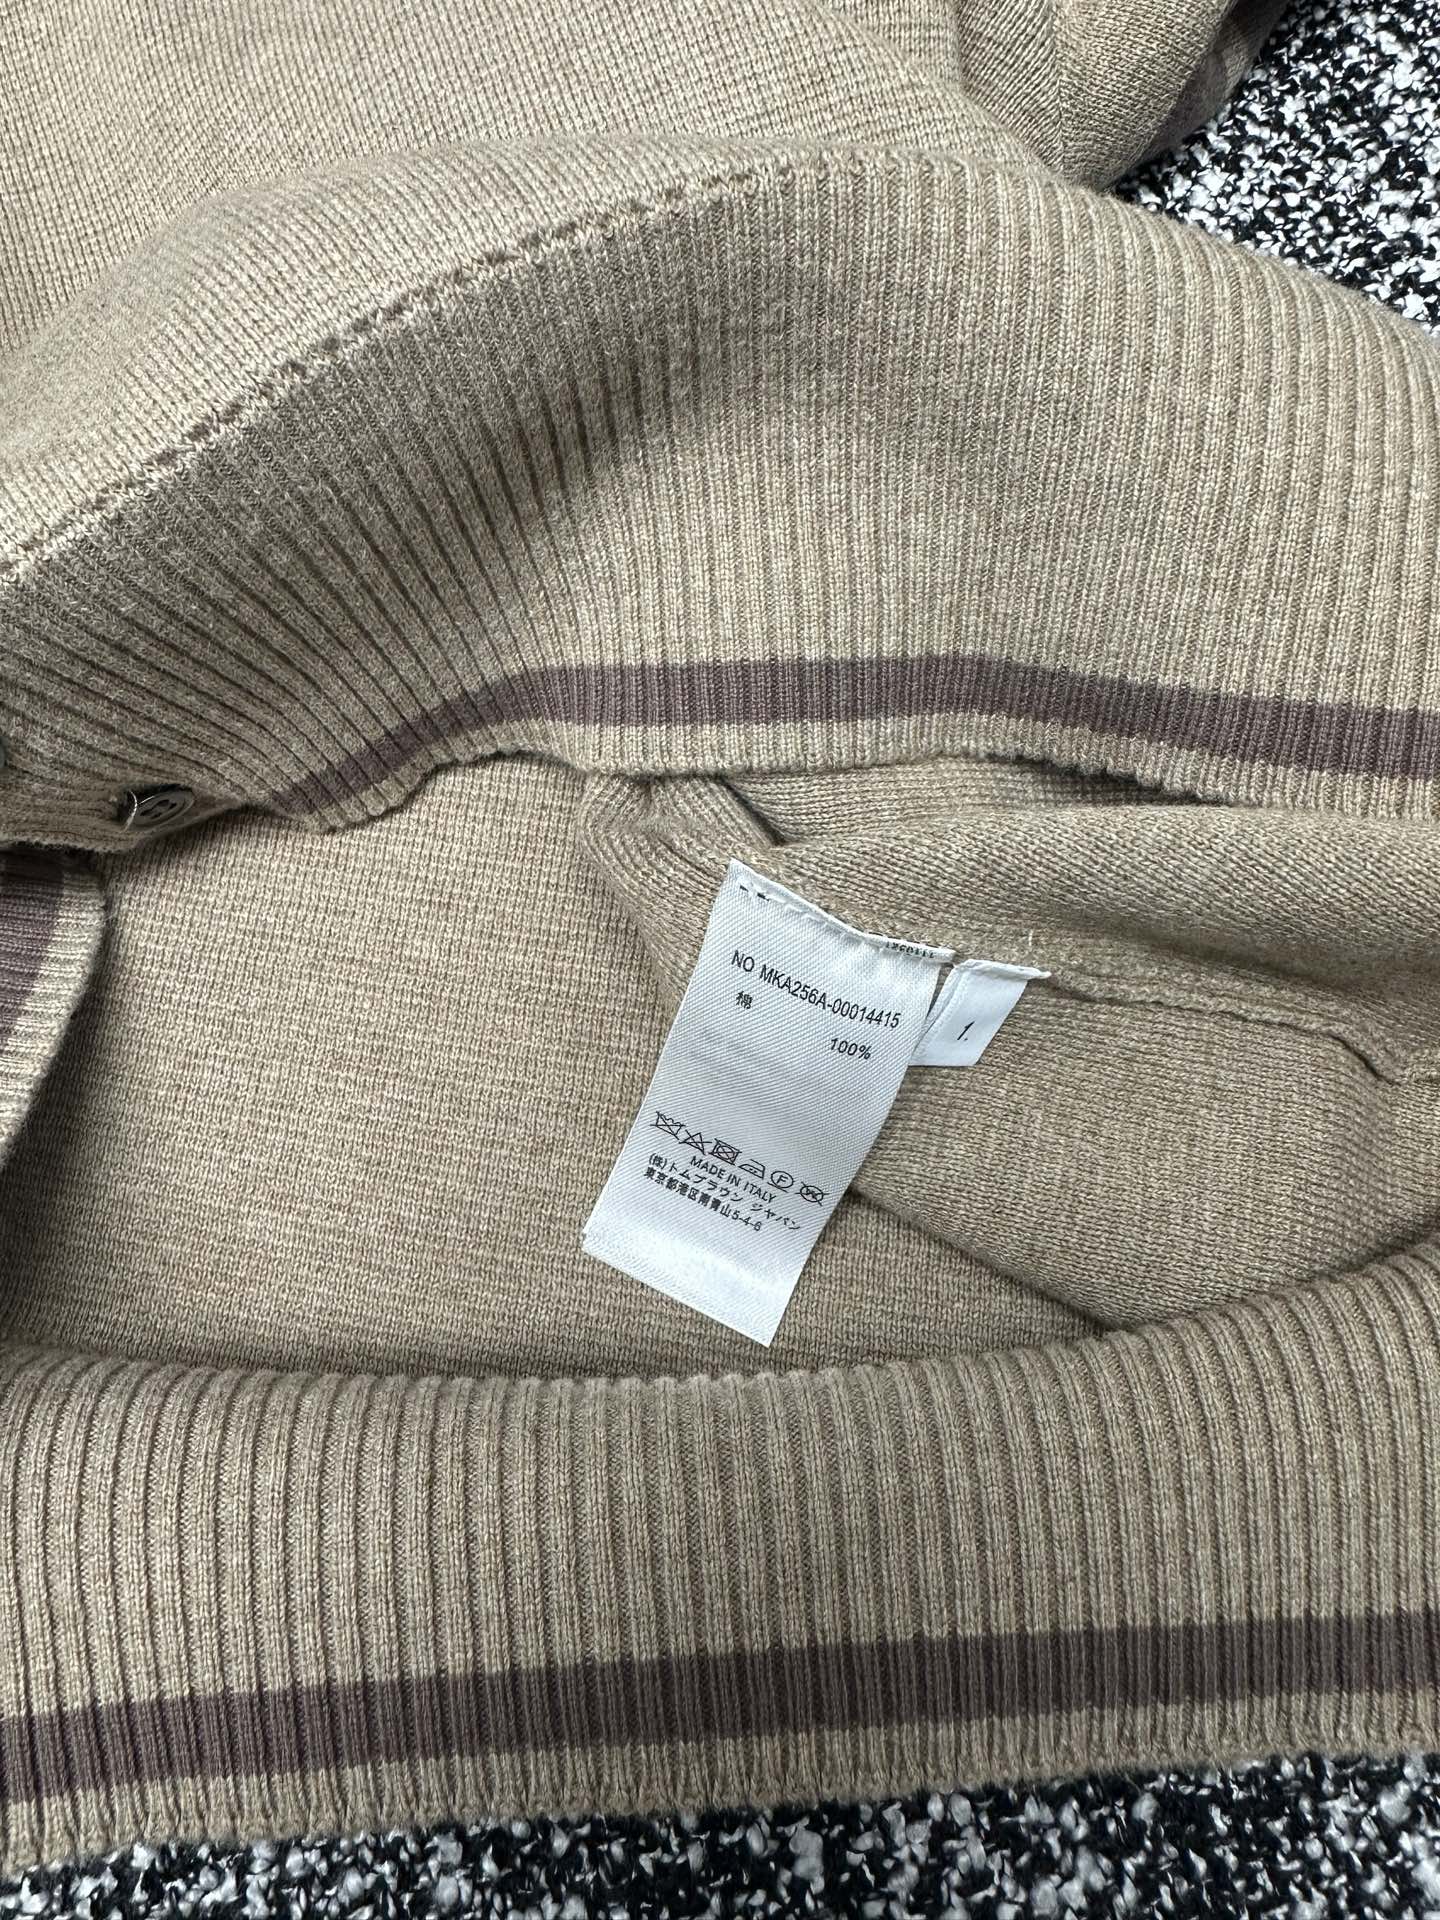 NO MKA256A-00014415
棉
100%
MADE IN ITALY
(株)トムブラウン ジャパン
東京都港区南青山5-4-6
1.